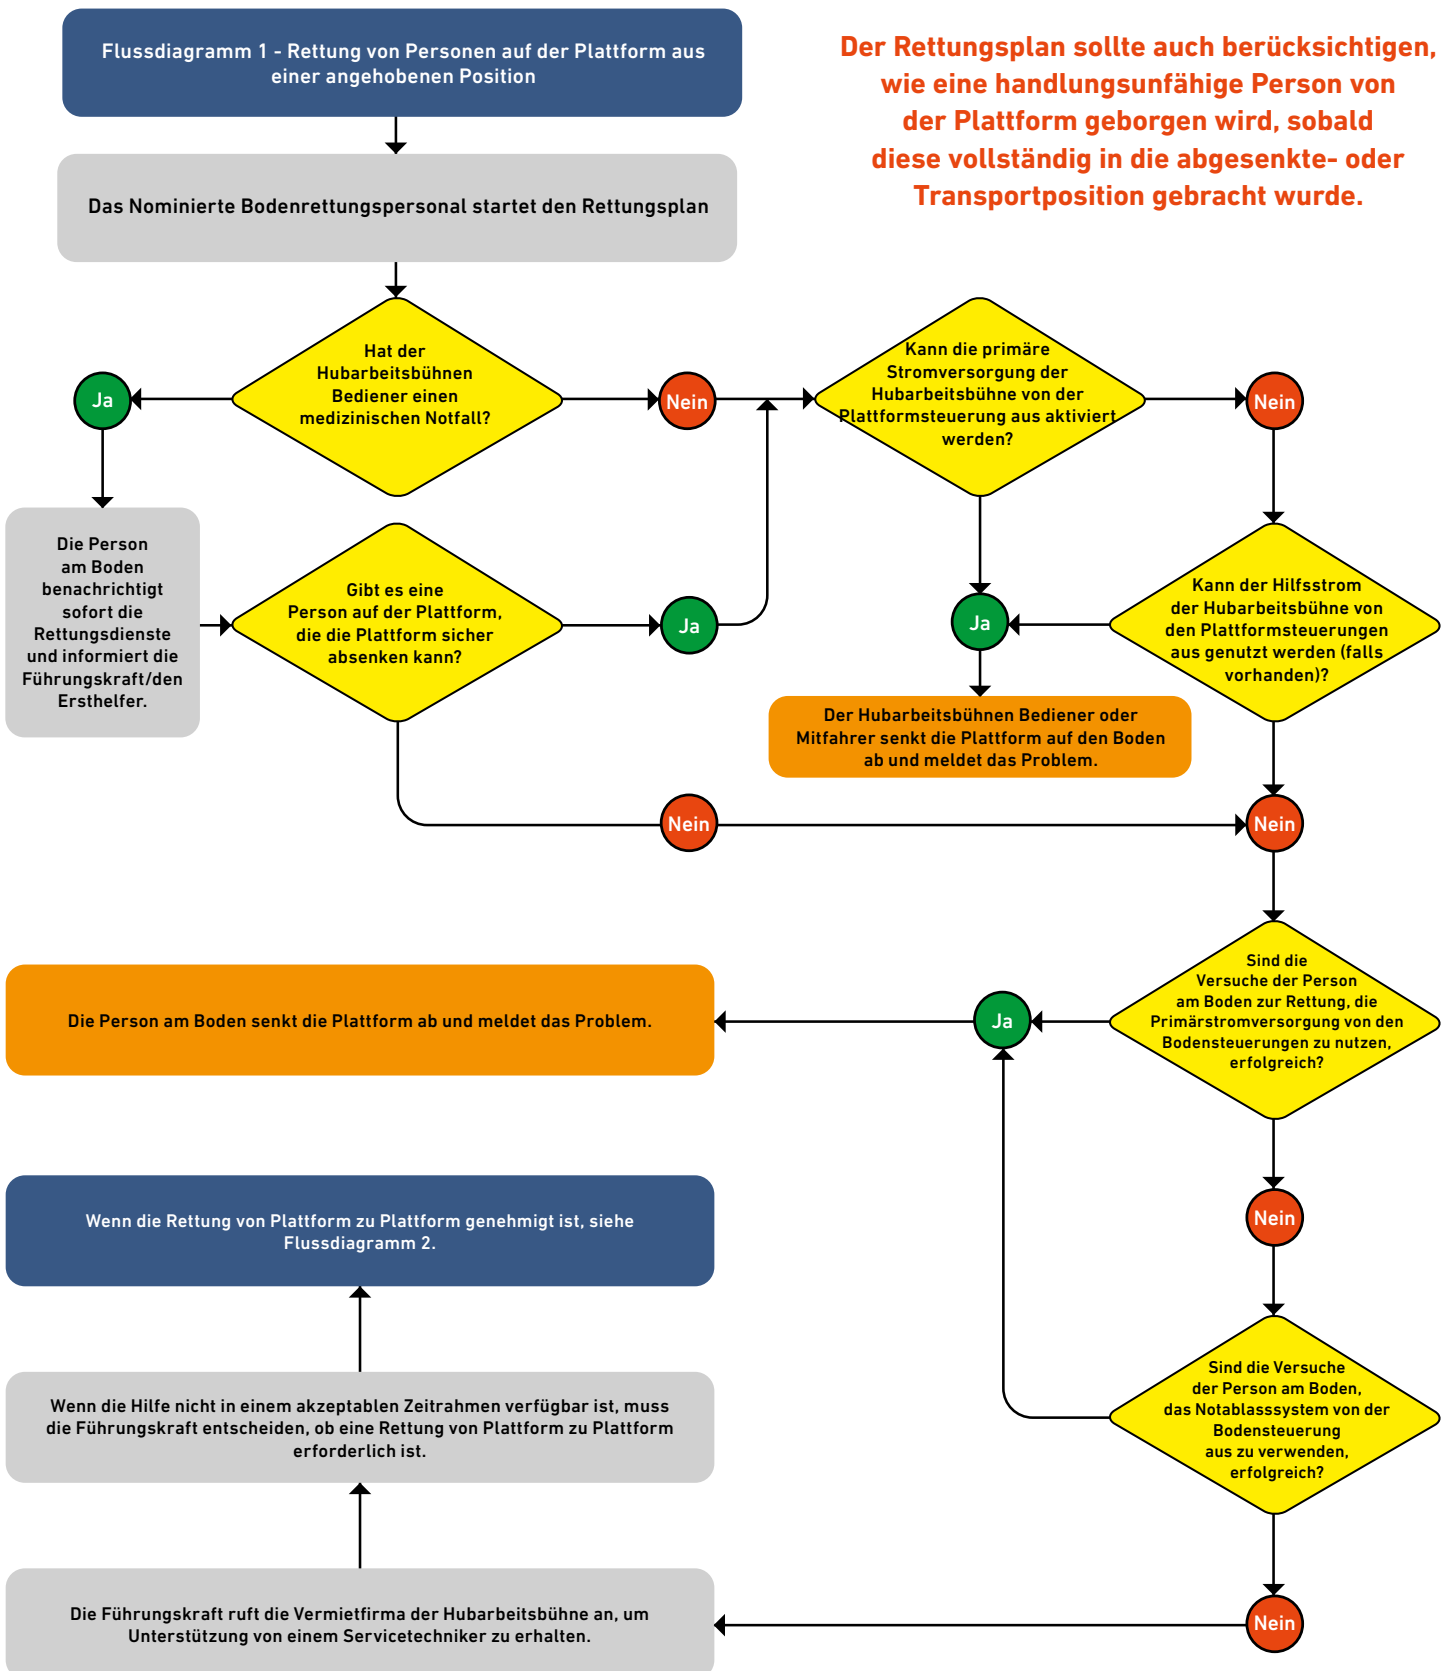 Flussdiagramm 1 - Rettung von Personen auf der Plattform aus
einer angehobenen Position
Der Rettungsplan sollte auch berücksichtigen,
wie eine handlungsunfähige Person von
der Plattform geborgen wird, sobald
diese vollständig in die abgesenkte- oder
Transportposition gebracht wurde.
Das Nominierte Bodenrettungspersonal startet den Rettungsplan
Hat der
Hubarbeitsbühnen
Bediener einen
medizinischen Notfall?
Ja
Nein
Kann die primäre
Stromversorgung der
Hubarbeitsbühne von der
Plattformsteuerung aus aktiviert
werden?
Nein
Die Person
am Boden
benachrichtigt
sofort die
Rettungsdienste
und informiert die
Führungskraft/den
Ersthelfer.
Gibt es eine
Person auf der Plattform,
die die Plattform sicher
absenken kann?
Ja
Ja
Kann der Hilfsstrom
der Hubarbeitsbühne von
den Plattformsteuerungen
aus genutzt werden (falls
vorhanden)?
Der Hubarbeitsbühnen Bediener oder
Mitfahrer senkt die Plattform auf den Boden
ab und meldet das Problem.
Nein
Nein
Sind die
Versuche der Person
am Boden zur Rettung, die
Primärstromversorgung von den
Bodensteuerungen zu nutzen,
erfolgreich?
Ja
Die Person am Boden senkt die Plattform ab und meldet das Problem.
Nein
Wenn die Rettung von Plattform zu Plattform genehmigt ist, siehe
Flussdiagramm 2.
Sind die Versuche
der Person am Boden,
das Notablasssystem von der
Bodensteuerung
aus zu verwenden,
erfolgreich?
Wenn die Hilfe nicht in einem akzeptablen Zeitrahmen verfügbar ist, muss
die Führungskraft entscheiden, ob eine Rettung von Plattform zu Plattform
erforderlich ist.
Nein
Die Führungskraft ruft die Vermietfirma der Hubarbeitsbühne an, um
Unterstützung von einem Servicetechniker zu erhalten.